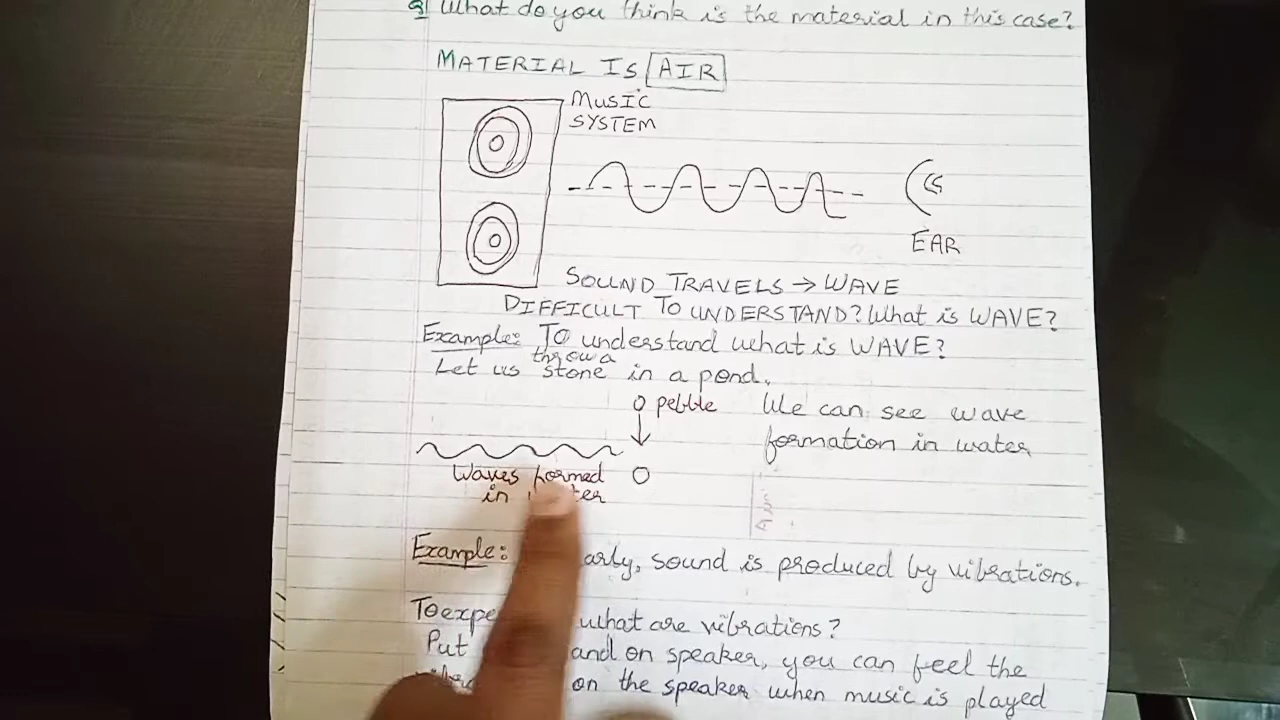 Q What do you think is the material in this case?
MATERIAL IS AIR
MUSIC
SYSTEM
EAR
SOUND TRAVELS → WAVE
DIFFICULT TO UNDERSTAND? What is WAVE?
Example: To understand what is WAVE?
Let us throw a stone in a pond.
pebble We can see wave
formation in water
Waves formed
in
Example: sound is produced by vibrations.
what are vibrations?
Put on speaker, you can feel the
on the speaker when music is played